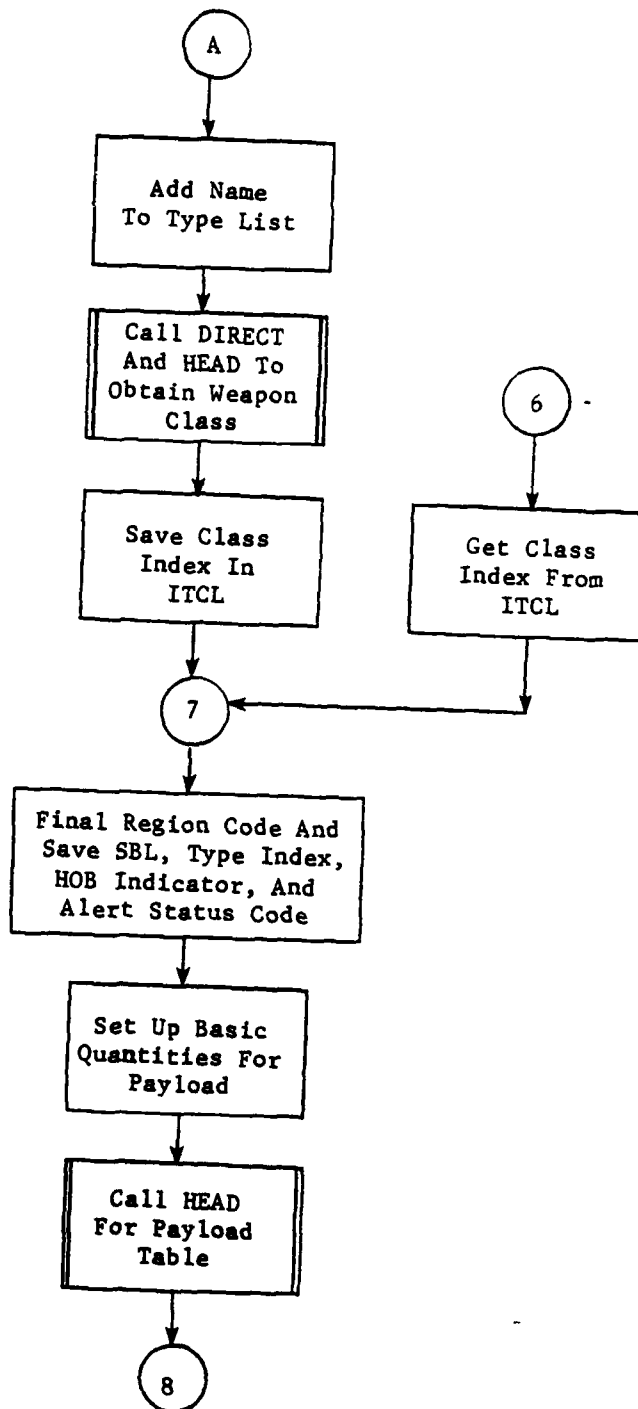 A
Add Name
To Type List
Call DIRECT
And HEAD To
Obtain Weapon
Class
6
Save Class
Index In
ITCL
Get Class
Index From
ITCL
7
Final Region Code And
Save SBL, Type Index,
HOB Indicator, And
Alert Status Code
Set Up Basic
Quantities For
Payload
Call HEAD
For Payload
Table
8